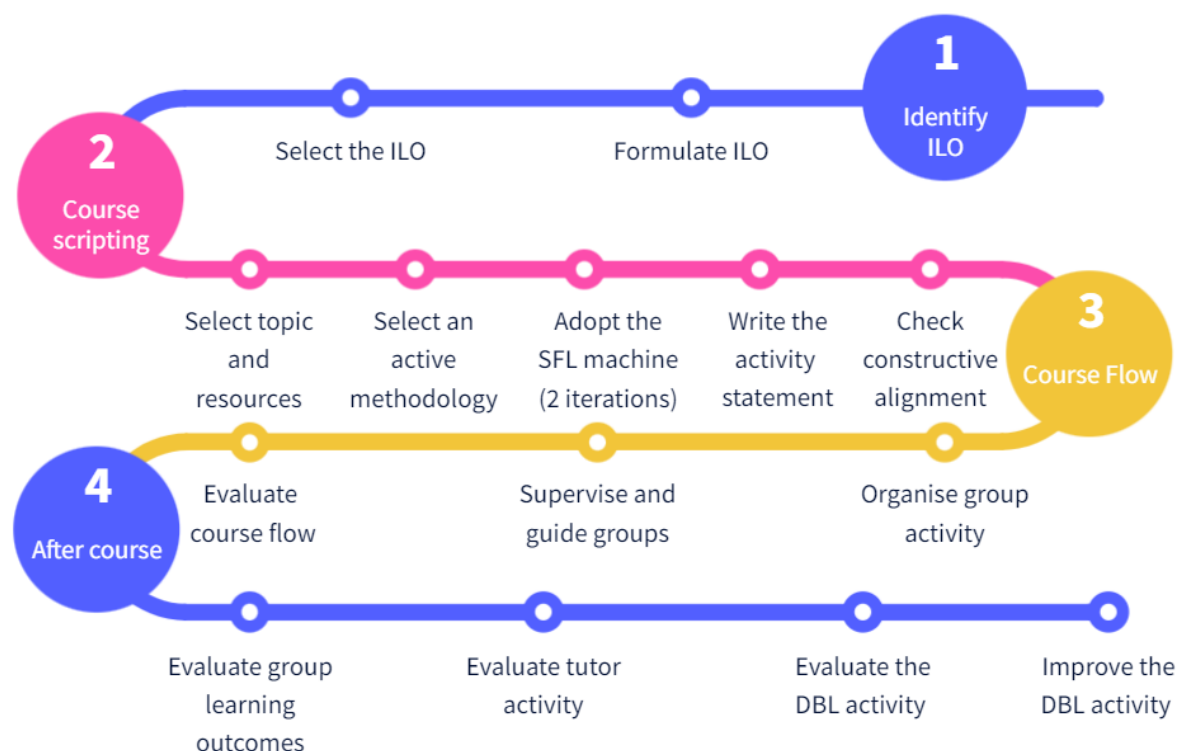 1
Identify
ILO
Formulate ILO
Select the ILO
2
Course
scripting
Select topic
and
resources
Select an
active
methodology
Adopt the
SFL machine
(2 iterations)
Write the
activity
statement
Check
constructive
alignment
3
Course Flow
Organise group
activity
Supervise and
guide groups
Evaluate
course flow
4
After course
Evaluate group
learning
outcomes
Evaluate tutor
activity
Evaluate the
DBL activity
Improve the
DBL activity